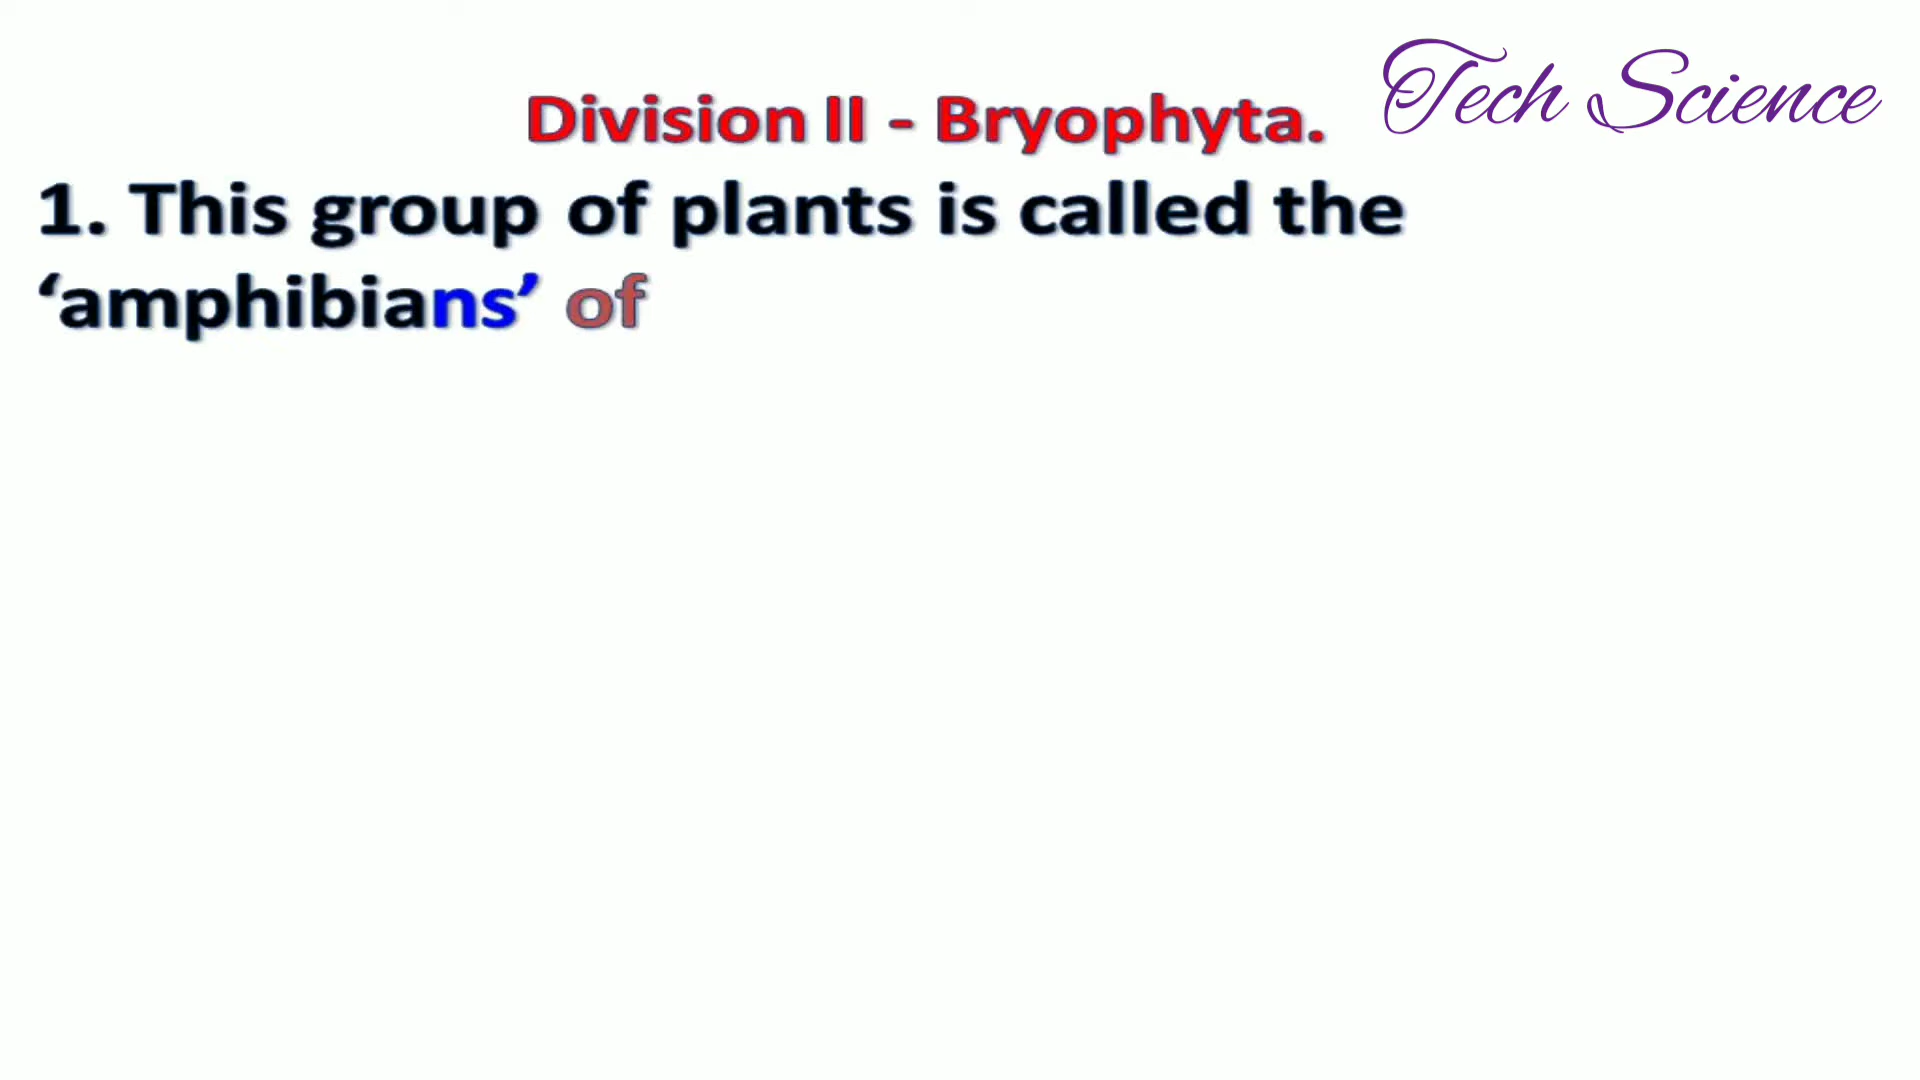 Tech Science
Division II - Bryophyta.
1. This group of plants is called the
‘amphibians’ of